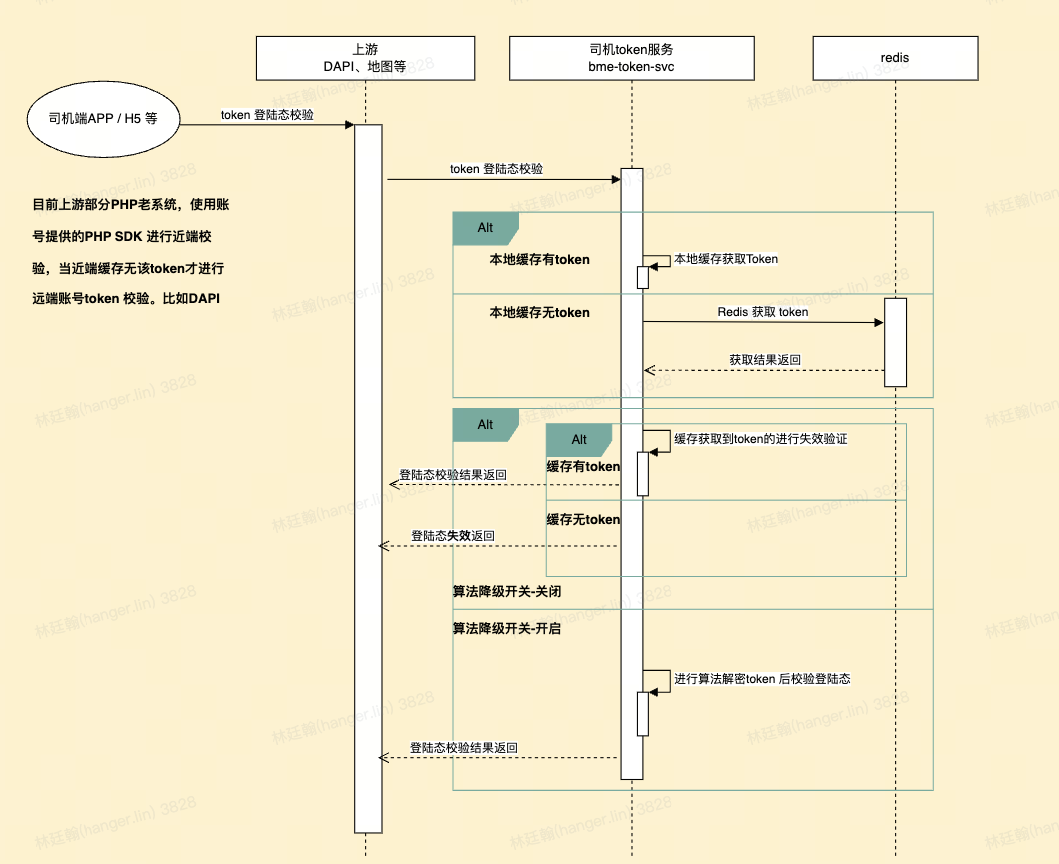 上游
DAPI、地图等
司机token服务
bme-token-svc
redis
司机端APP / H5 等
token 登陆态校验
token 登陆态校验
目前上游部分PHP老系统，使用账
号提供的PHP SDK 进行近端校
验，当近端缓存无该token才进行
远端账号token 校验。比如DAPI
Alt
本地缓存有token
本地缓存获取Token
本地缓存无token
Redis 获取 token
获取结果返回
Alt
Alt
缓存获取到token的进行失效验证
缓存有token
登陆态校验结果返回
缓存无token
登陆态失效返回
算法降级开关-关闭
算法降级开关-开启
进行算法解密token 后校验登陆态
登陆态校验结果返回
林廷翰(hanger.lin) 3828